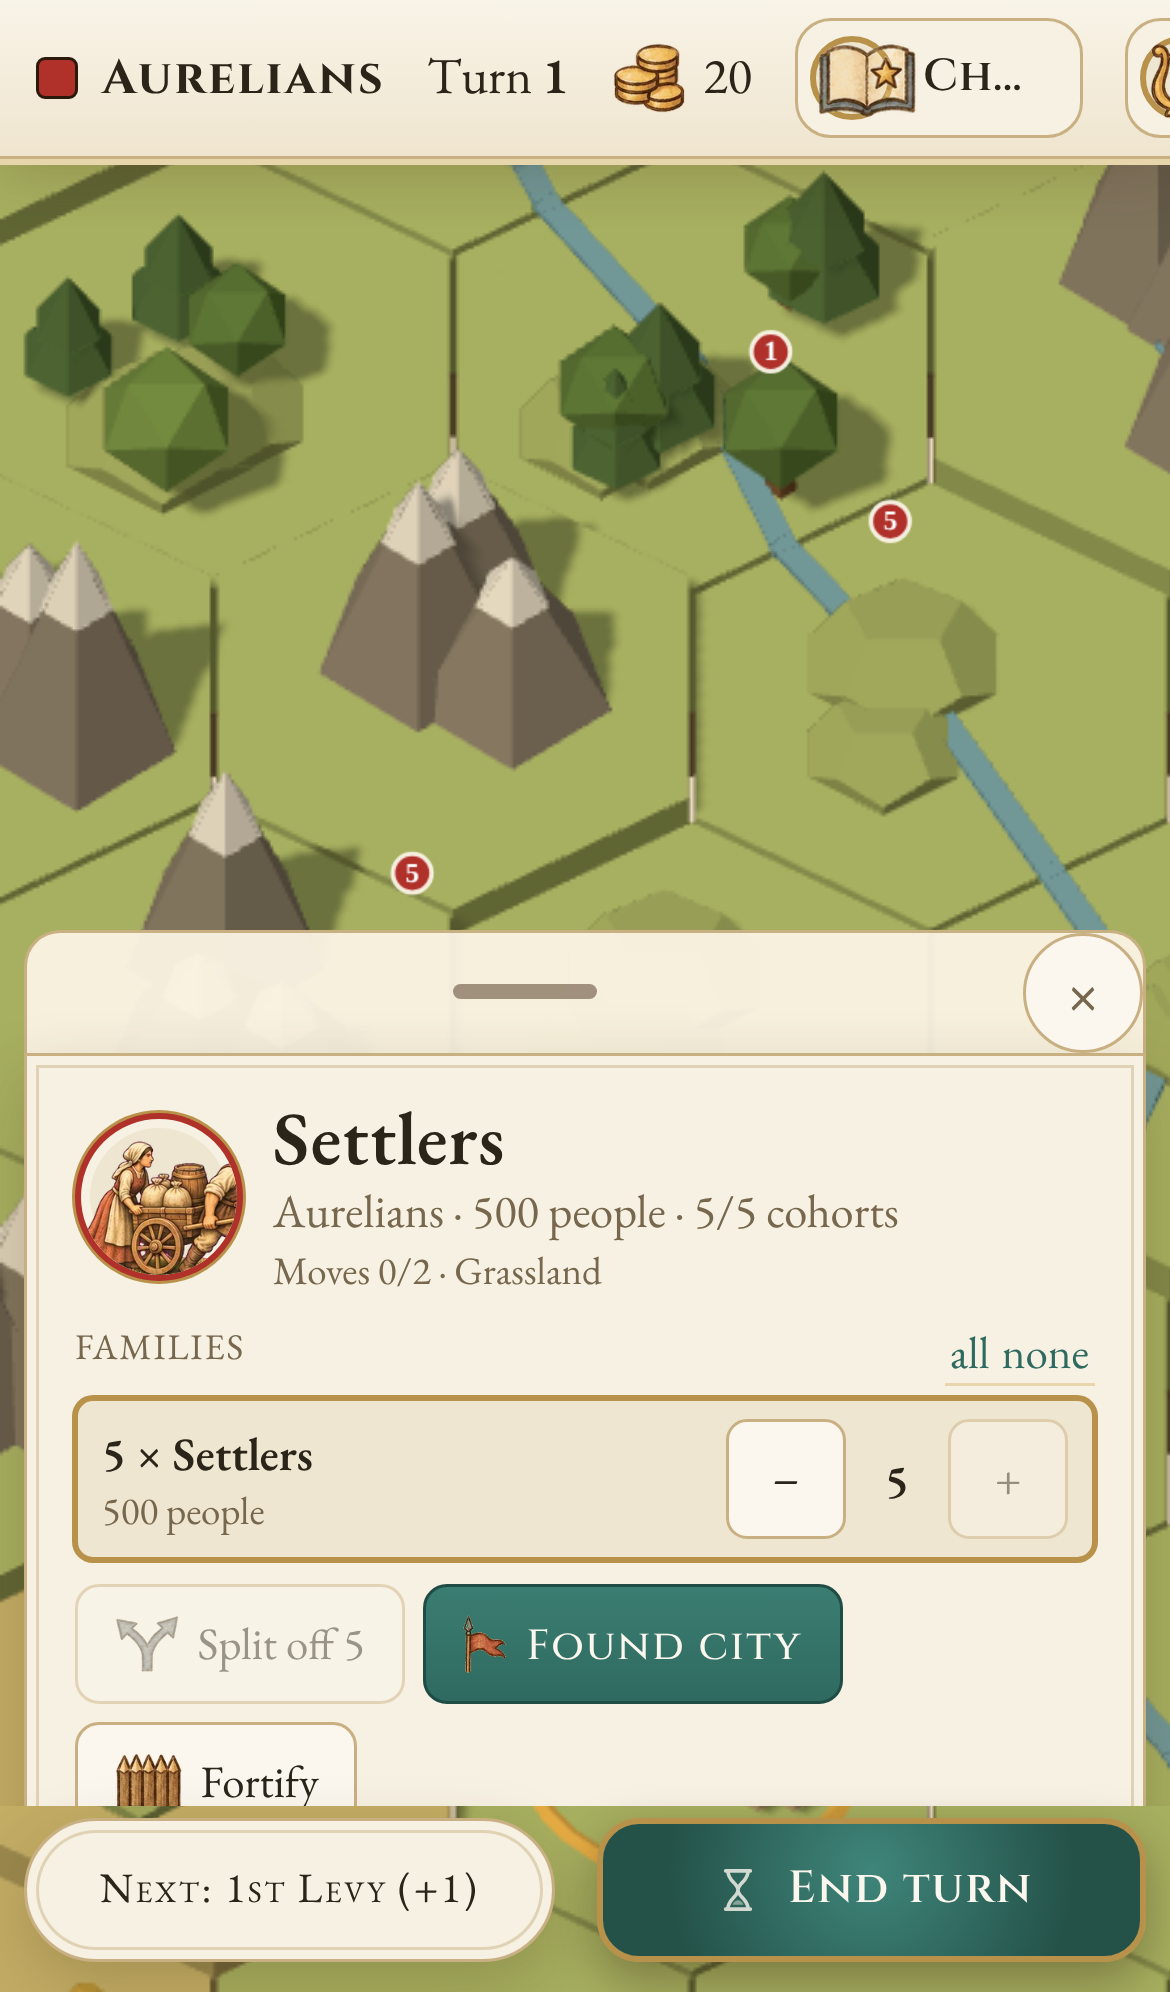 AURELIANS Turn 1 20 CH...
1
5
5
×
Settlers
Aurelians · 500 people · 5/5 cohorts
Moves 0/2 · Grassland
FAMILIES all none
5 × Settlers
500 people
− 5 +
Split off 5 FOUND CITY
Fortify
NEXT: 1ST LEVY (+1) END TURN